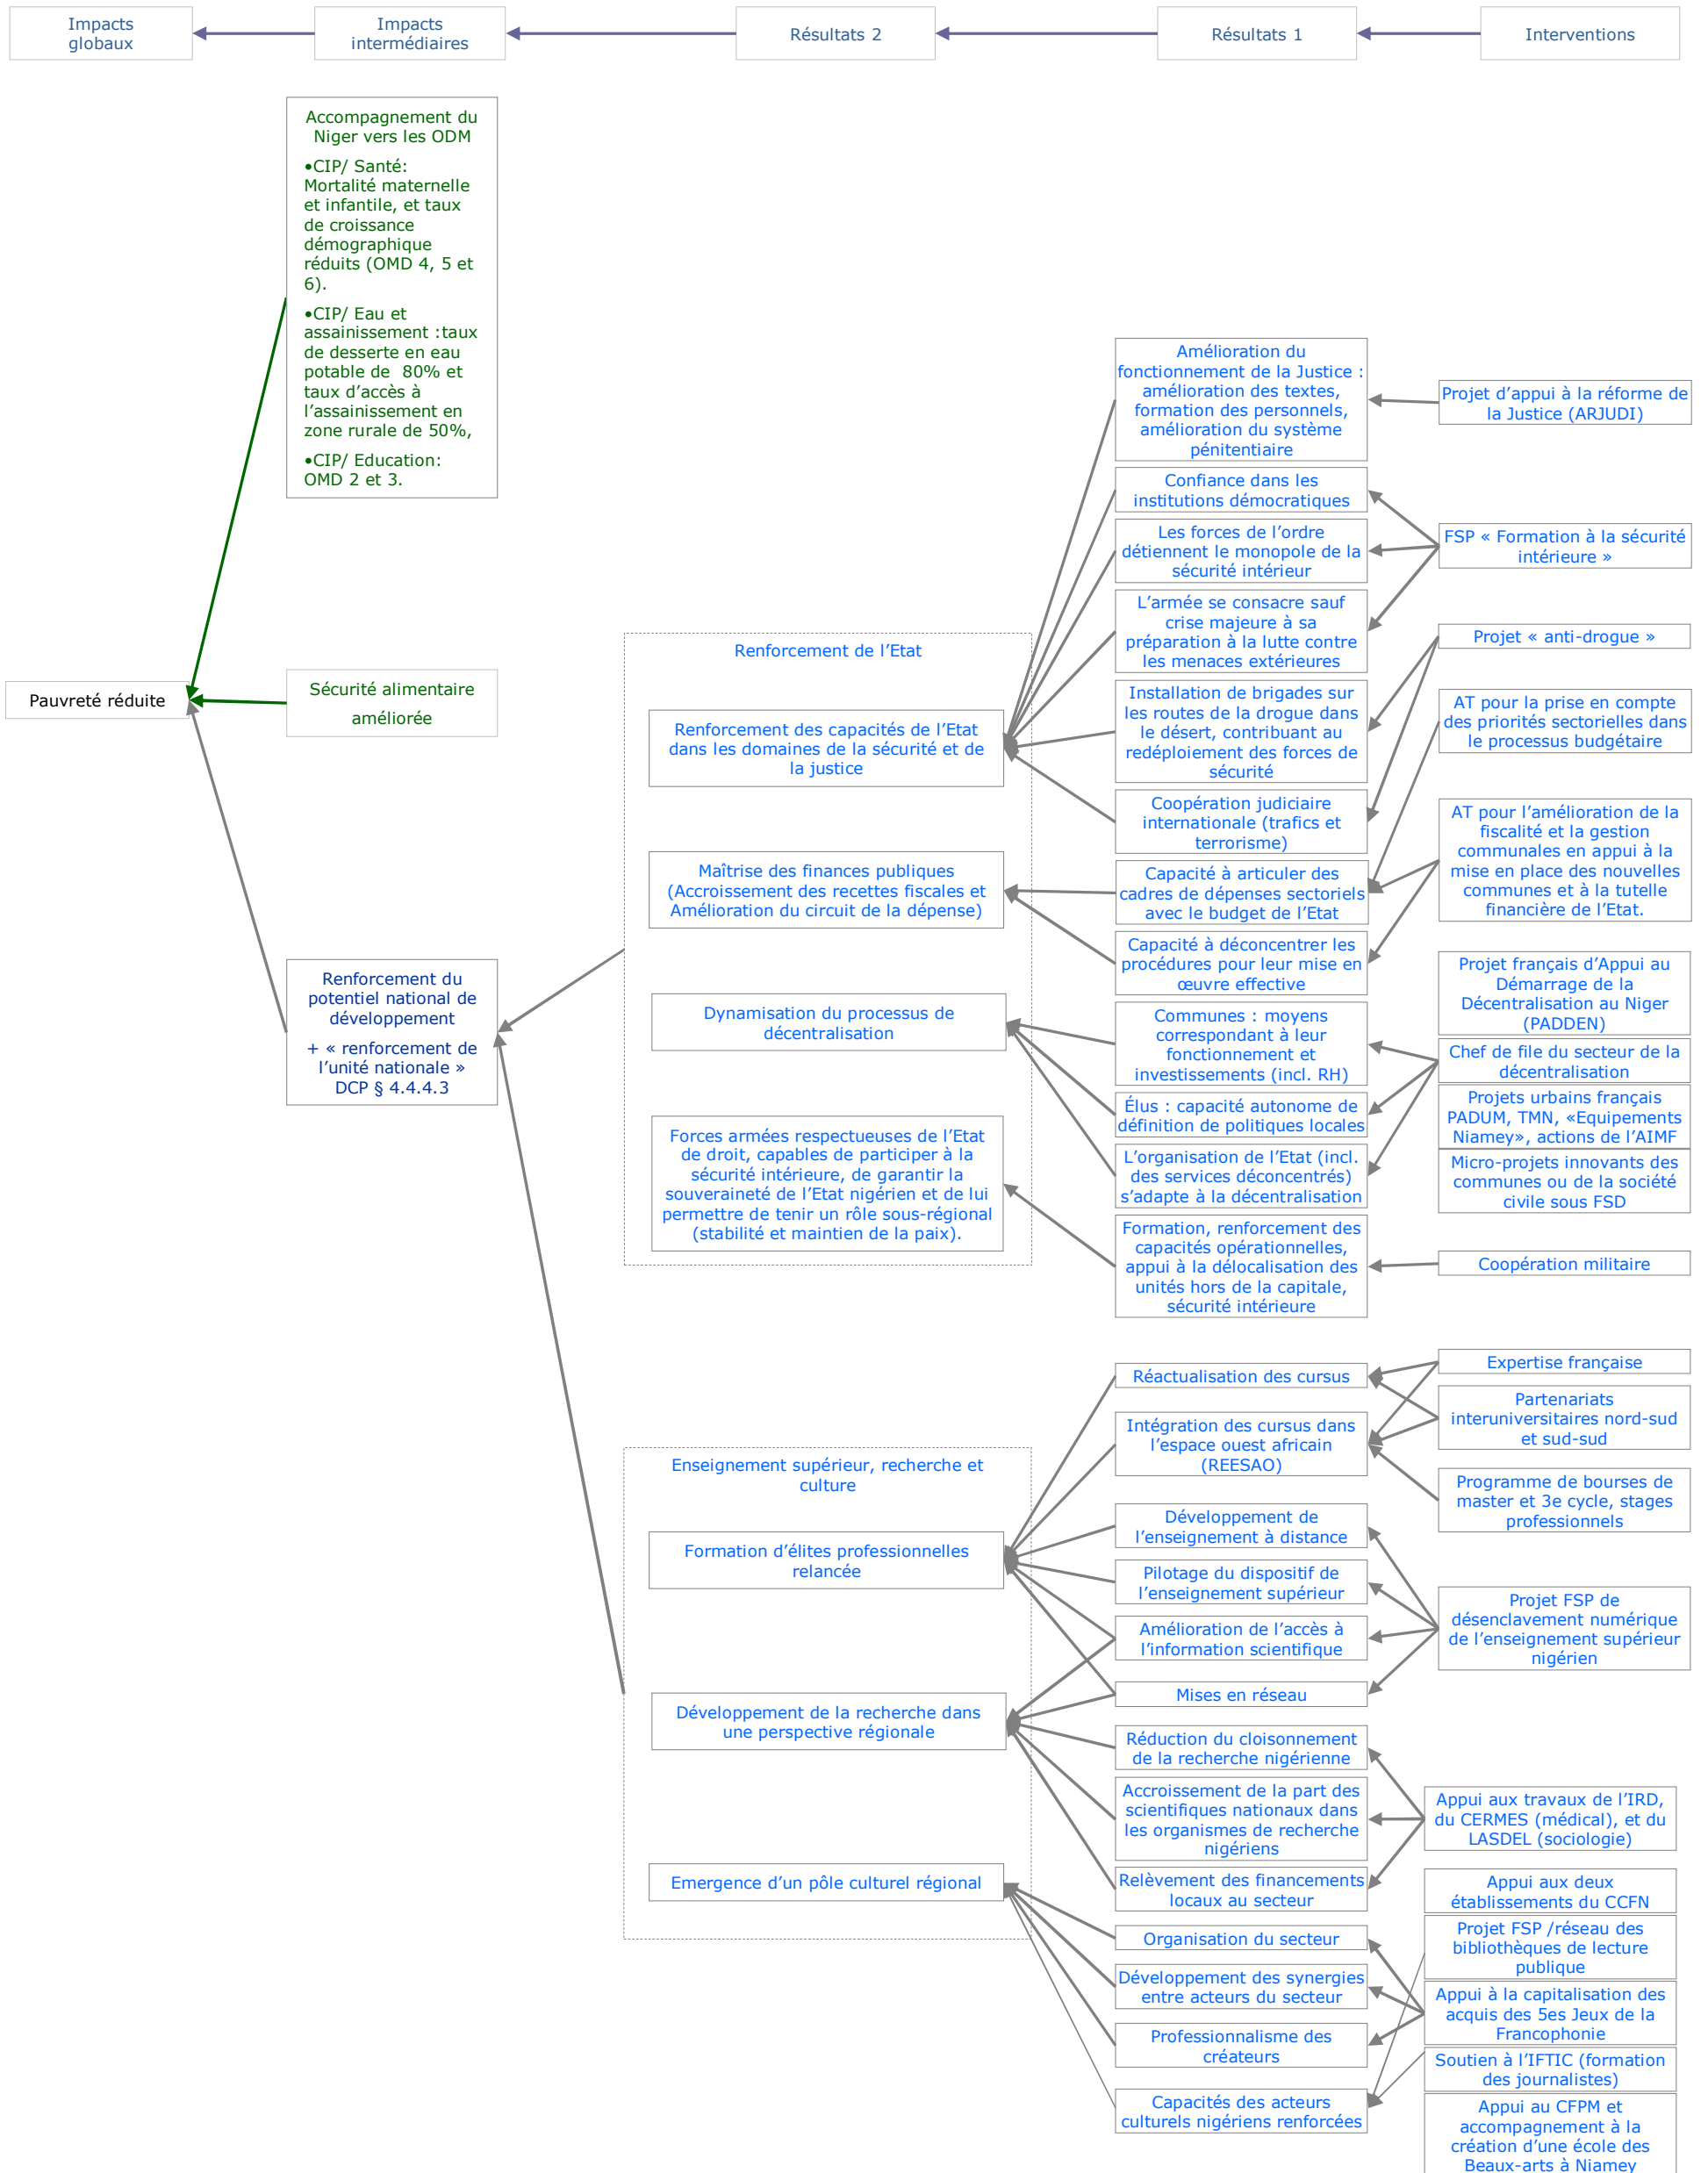 Impacts
globaux
Impacts
intermédiaires
Résultats 2
Résultats 1
Interventions
Accompagnement du
Niger vers les ODM
•CIP/ Santé:
Mortalité maternelle
et infantile, et taux
de croissance
démographique
réduits (OMD 4, 5 et
6).
•CIP/ Eau et
assainissement :taux
de desserte en eau
potable de 80% et
taux d’accès à
l’assainissement en
zone rurale de 50%,
•CIP/ Education:
OMD 2 et 3.
Pauvreté réduite
Sécurité alimentaire
améliorée
Renforcement du
potentiel national de
développement
+ « renforcement de
l’unité nationale »
DCP § 4.4.4.3
Renforcement de l’Etat
Renforcement des capacités de l’Etat
dans les domaines de la sécurité et de
la justice
Maîtrise des finances publiques
(Accroissement des recettes fiscales et
Amélioration du circuit de la dépense)
Dynamisation du processus de
décentralisation
Forces armées respectueuses de l’Etat
de droit, capables de participer à la
sécurité intérieure, de garantir la
souveraineté de l’Etat nigérien et de lui
permettre de tenir un rôle sous-régional
(stabilité et maintien de la paix).
Enseignement supérieur, recherche et
culture
Formation d’élites professionnelles
relancée
Développement de la recherche dans
une perspective régionale
Emergence d’un pôle culturel régional
Amélioration du
fonctionnement de la Justice :
amélioration des textes,
formation des personnels,
amélioration du système
pénitentiaire
Confiance dans les
institutions démocratiques
Les forces de l’ordre
détiennent le monopole de la
sécurité intérieur
L’armée se consacre sauf
crise majeure à sa
préparation à la lutte contre
les menaces extérieures
Installation de brigades sur
les routes de la drogue dans
le désert, contribuant au
redéploiement des forces de
sécurité
Coopération judiciaire
internationale (trafics et
terrorisme)
Capacité à articuler des
cadres de dépenses sectoriels
avec le budget de l’Etat
Capacité à déconcentrer les
procédures pour leur mise en
œuvre effective
Communes : moyens
correspondant à leur
fonctionnement et
investissements (incl. RH)
Élus : capacité autonome de
définition de politiques locales
L’organisation de l’Etat (incl.
des services déconcentrés)
s’adapte à la décentralisation
Formation, renforcement des
capacités opérationnelles,
appui à la délocalisation des
unités hors de la capitale,
sécurité intérieure
Réactualisation des cursus
Intégration des cursus dans
l’espace ouest africain
(REESAO)
Développement de
l’enseignement à distance
Pilotage du dispositif de
l’enseignement supérieur
Amélioration de l’accès à
l’information scientifique
Mises en réseau
Réduction du cloisonnement
de la recherche nigérienne
Accroissement de la part des
scientifiques nationaux dans
les organismes de recherche
nigériens
Relèvement des financements
locaux au secteur
Organisation du secteur
Développement des synergies
entre acteurs du secteur
Professionnalisme des
créateurs
Capacités des acteurs
culturels nigériens renforcées
Projet d’appui à la réforme de
la Justice (ARJUDI)
FSP « Formation à la sécurité
intérieure »
Projet « anti-drogue »
AT pour la prise en compte
des priorités sectorielles dans
le processus budgétaire
AT pour l’amélioration de la
fiscalité et la gestion
communales en appui à la
mise en place des nouvelles
communes et à la tutelle
financière de l’Etat.
Projet français d’Appui au
Démarrage de la
Décentralisation au Niger
(PADDEN)
Chef de file du secteur de la
décentralisation
Projets urbains français
PADUM, TMN, «Equipements
Niamey», actions de l’AIMF
Micro-projets innovants des
communes ou de la société
civile sous FSD
Coopération militaire
Expertise française
Partenariats
interuniversitaires nord-sud
et sud-sud
Programme de bourses de
master et 3e cycle, stages
professionnels
Projet FSP de
désenclavement numérique
de l’enseignement supérieur
nigérien
Appui aux travaux de l’IRD,
du CERMES (médical), et du
LASDEL (sociologie)
Appui aux deux
établissements du CCFN
Projet FSP /réseau des
bibliothèques de lecture
publique
Appui à la capitalisation des
acquis des 5es Jeux de la
Francophonie
Soutien à l’IFTIC (formation
des journalistes)
Appui au CFPM et
accompagnement à la
création d’une école des
Beaux-arts à Niamey